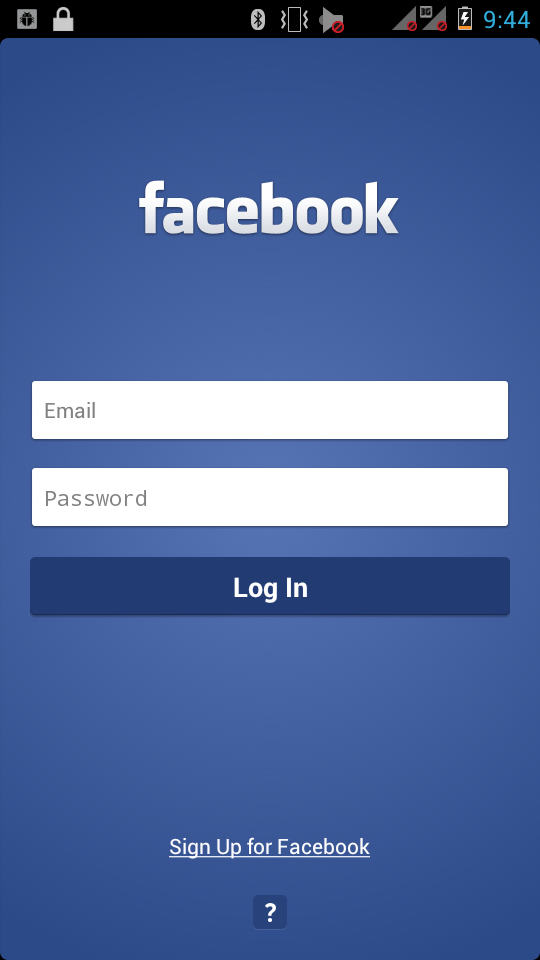 9:44
facebook
Email
Password
Log In
Sign Up for Facebook
?